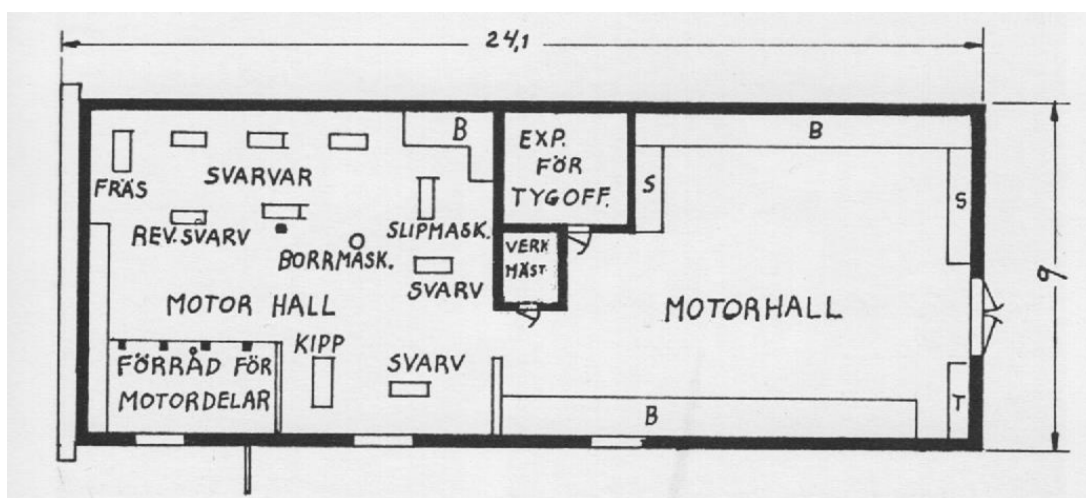 24,1
B
EXP.
FÖR
TYGOFF.
B
FRÄS
SVARVAR
S
S
REV.SVARV
BORRMASK.
SLIPMASK.
VERK
MÄST.
9
SVARV
MOTOR HALL
MOTORHALL
KIPP
SVARV
FÖRRÅD FÖR
MOTORDELAR
B
T